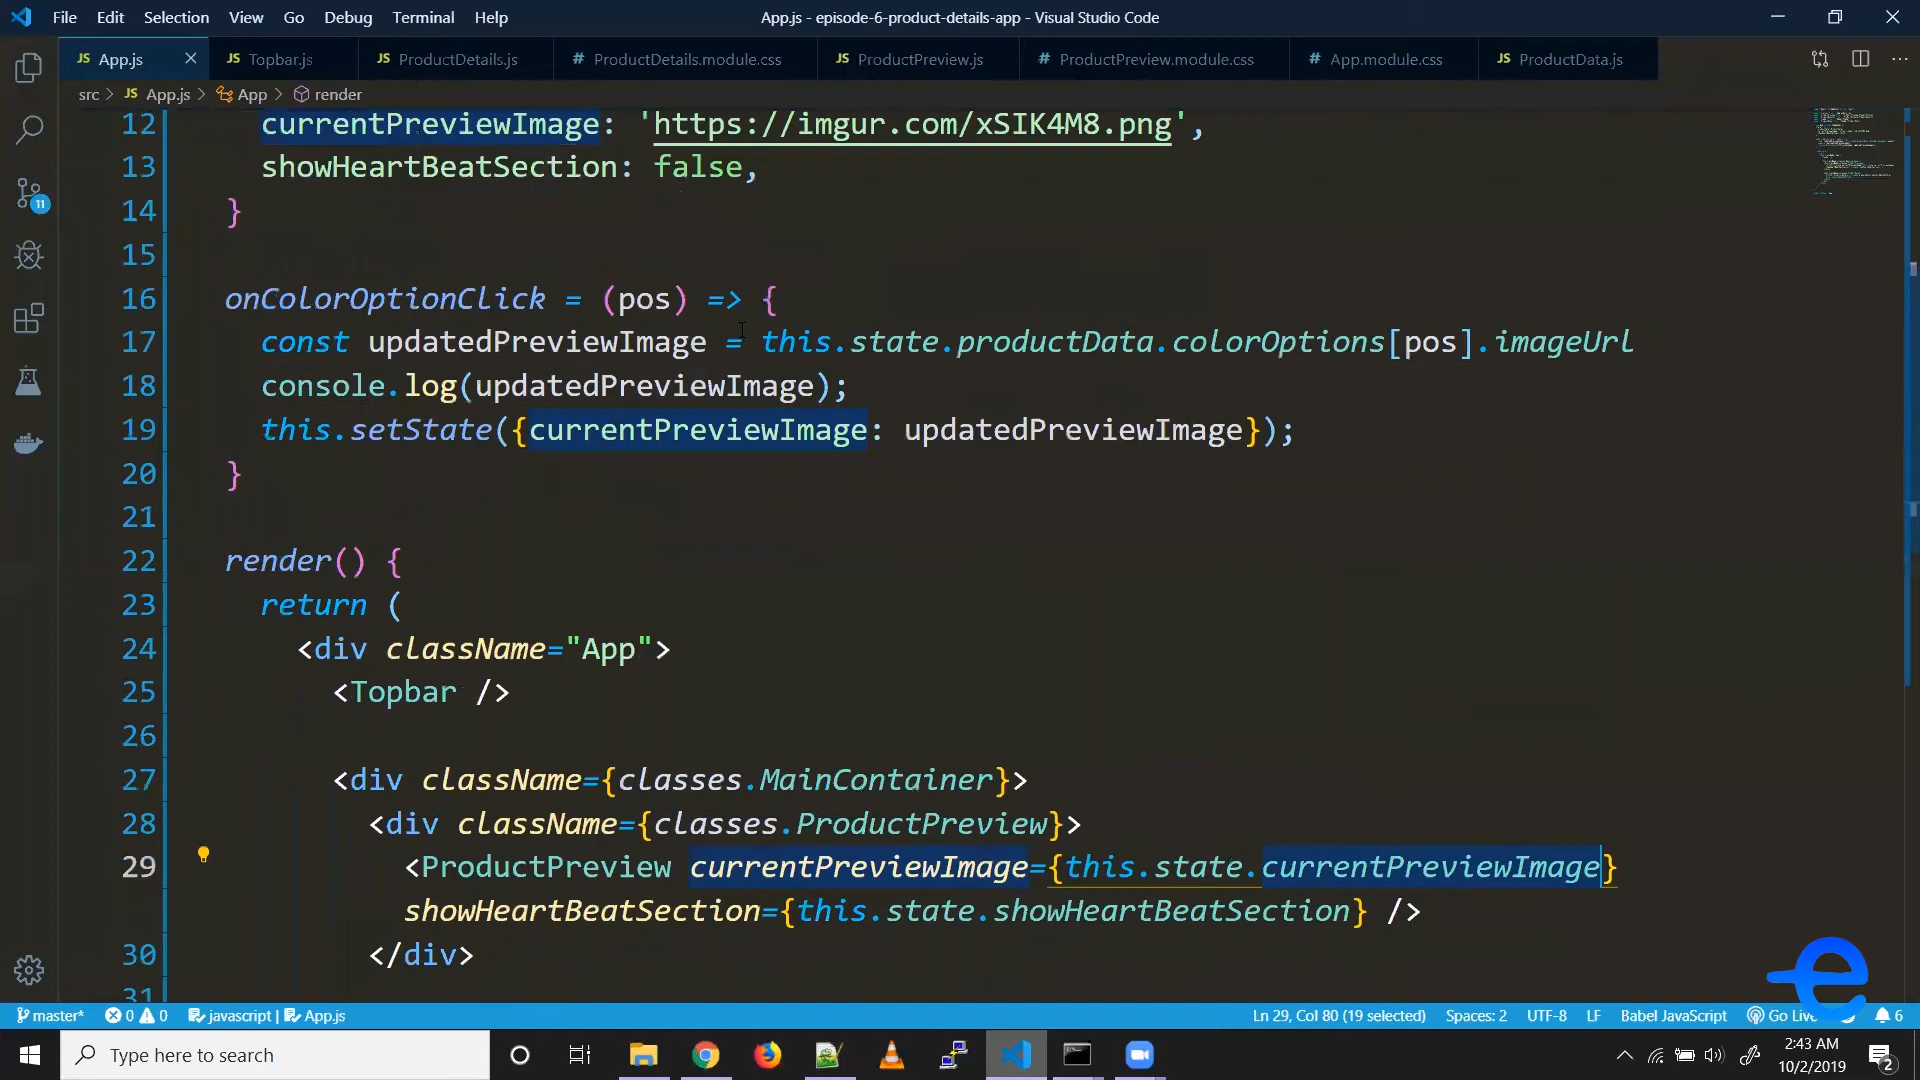 File Edit Selection View Go Debug Terminal Help
App.js - episode-6-product-details-app - Visual Studio Code
JS App.js
JS Topbar.js
JS ProductDetails.js
# ProductDetails.module.css
JS ProductPreview.js
# ProductPreview.module.css
# App.module.css
JS ProductData.js
src > JS App.js > App > render
12 currentPreviewImage: 'https://imgur.com/xSIK4M8.png',
13 showHeartBeatSection: false,
14 }
15
16 onColorOptionClick = (pos) => {
17 const updatedPreviewImage = this.state.productData.colorOptions[pos].imageUrl
18 console.log(updatedPreviewImage);
19 this.setState({currentPreviewImage: updatedPreviewImage});
20 }
21
22 render() {
23 return (
24 <div className="App">
25 <Topbar />
26
27 <div className={classes.MainContainer}>
28 <div className={classes.ProductPreview}>
29 <ProductPreview currentPreviewImage={this.state.currentPreviewImage}
showHeartBeatSection={this.state.showHeartBeatSection} />
30 </div>
31
11
master* 0 0 javascript | App.js
Ln 29, Col 80 (19 selected) Spaces: 2 UTF-8 LF Babel JavaScript Go Live 6
Type here to search
2:43 AM
10/2/2019
2